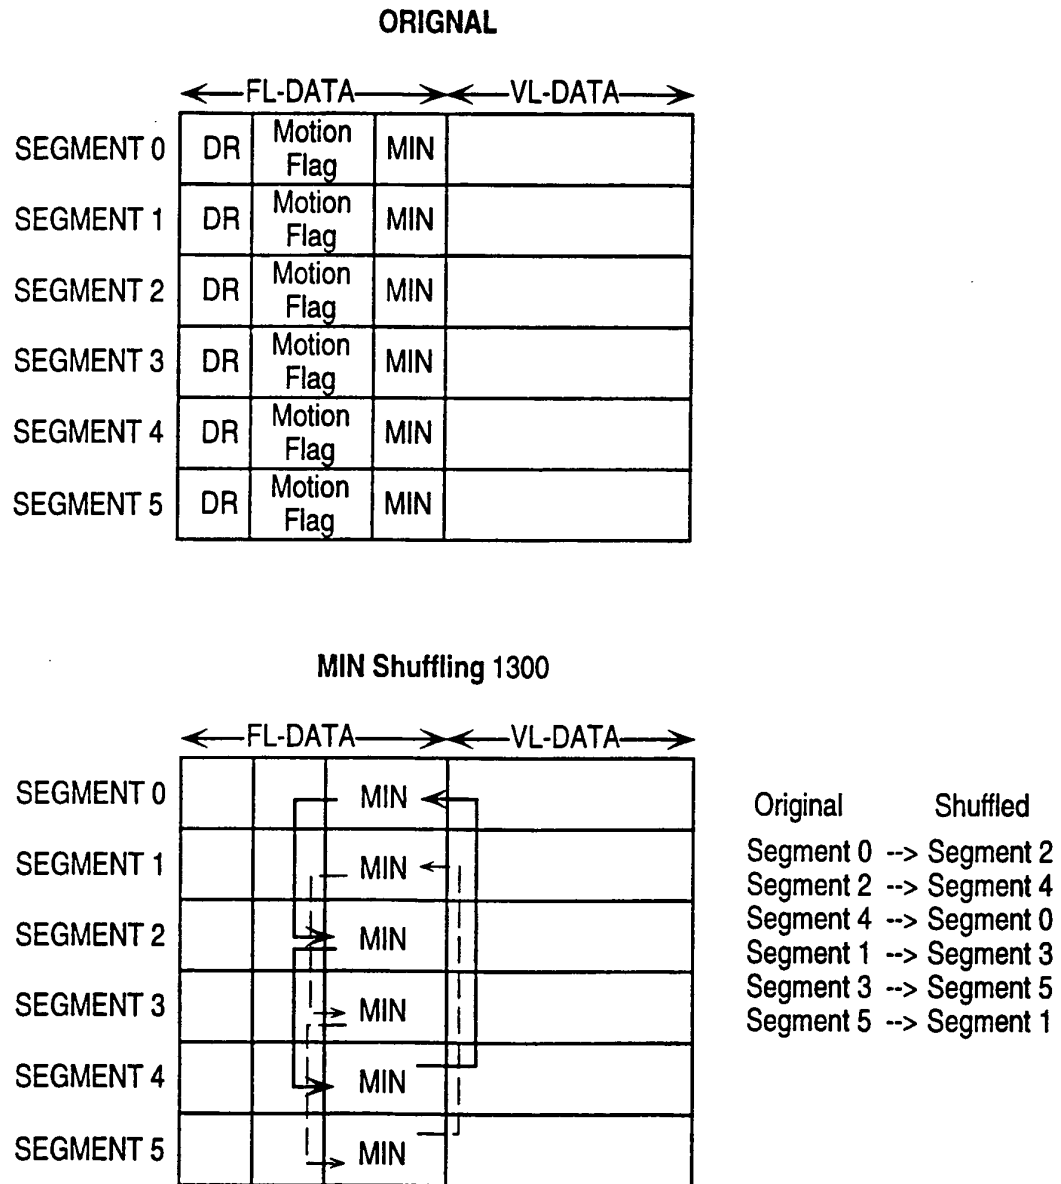 ORIGNAL
FL-DATA VL-DATA
SEGMENT 0 DR Motion Flag MIN
SEGMENT 1 DR Motion Flag MIN
SEGMENT 2 DR Motion Flag MIN
SEGMENT 3 DR Motion Flag MIN
SEGMENT 4 DR Motion Flag MIN
SEGMENT 5 DR Motion Flag MIN
MIN Shuffling 1300
FL-DATA VL-DATA
SEGMENT 0 MIN
SEGMENT 1 MIN
SEGMENT 2 MIN
SEGMENT 3 MIN
SEGMENT 4 MIN
SEGMENT 5 MIN
Original Shuffled
Segment 0 --> Segment 2
Segment 2 --> Segment 4
Segment 4 --> Segment 0
Segment 1 --> Segment 3
Segment 3 --> Segment 5
Segment 5 --> Segment 1